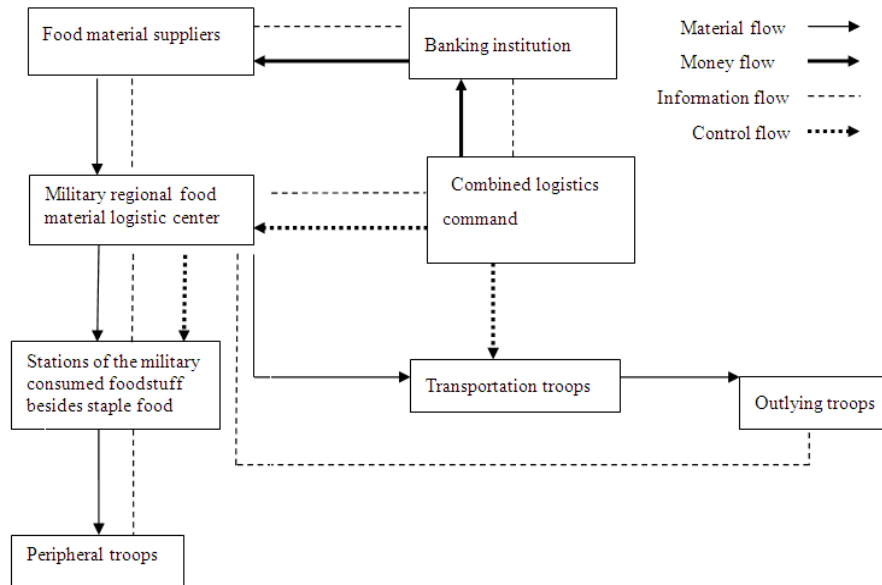 Food material suppliers
Banking institution
Material flow
Money flow
Information flow
Control flow
Military regional food
material logistic center
Combined logistics
command
Stations of the military
consumed foodstuff
besides staple food
Transportation troops
Outlying troops
Peripheral troops